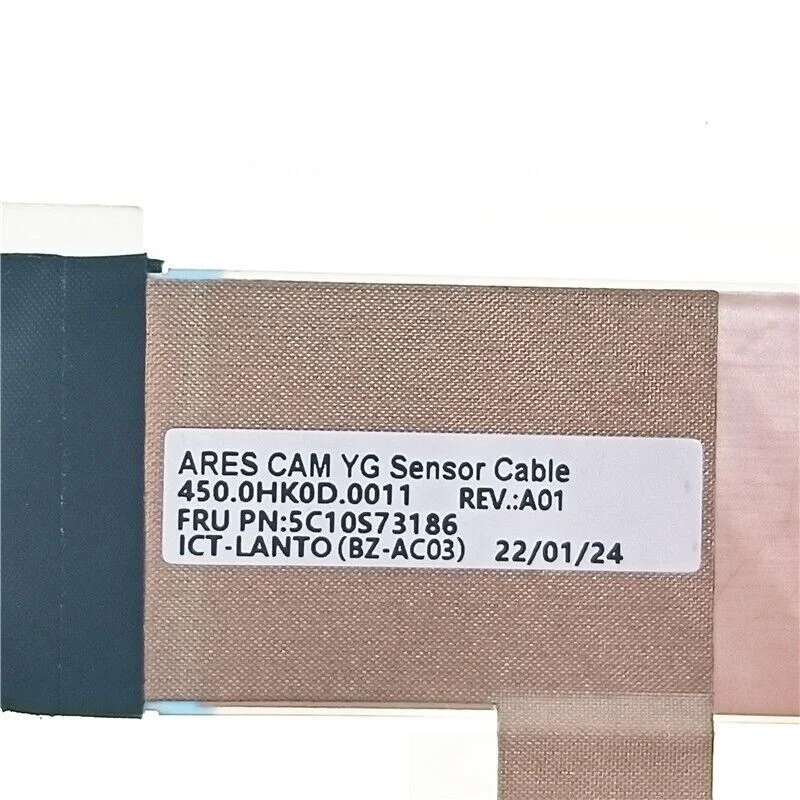 ARES CAM YG Sensor Cable
450.0HK0D.0011 REV.:A01
FRU PN:5C10S73186
ICT-LANTO(BZ-AC03) 22/01/24